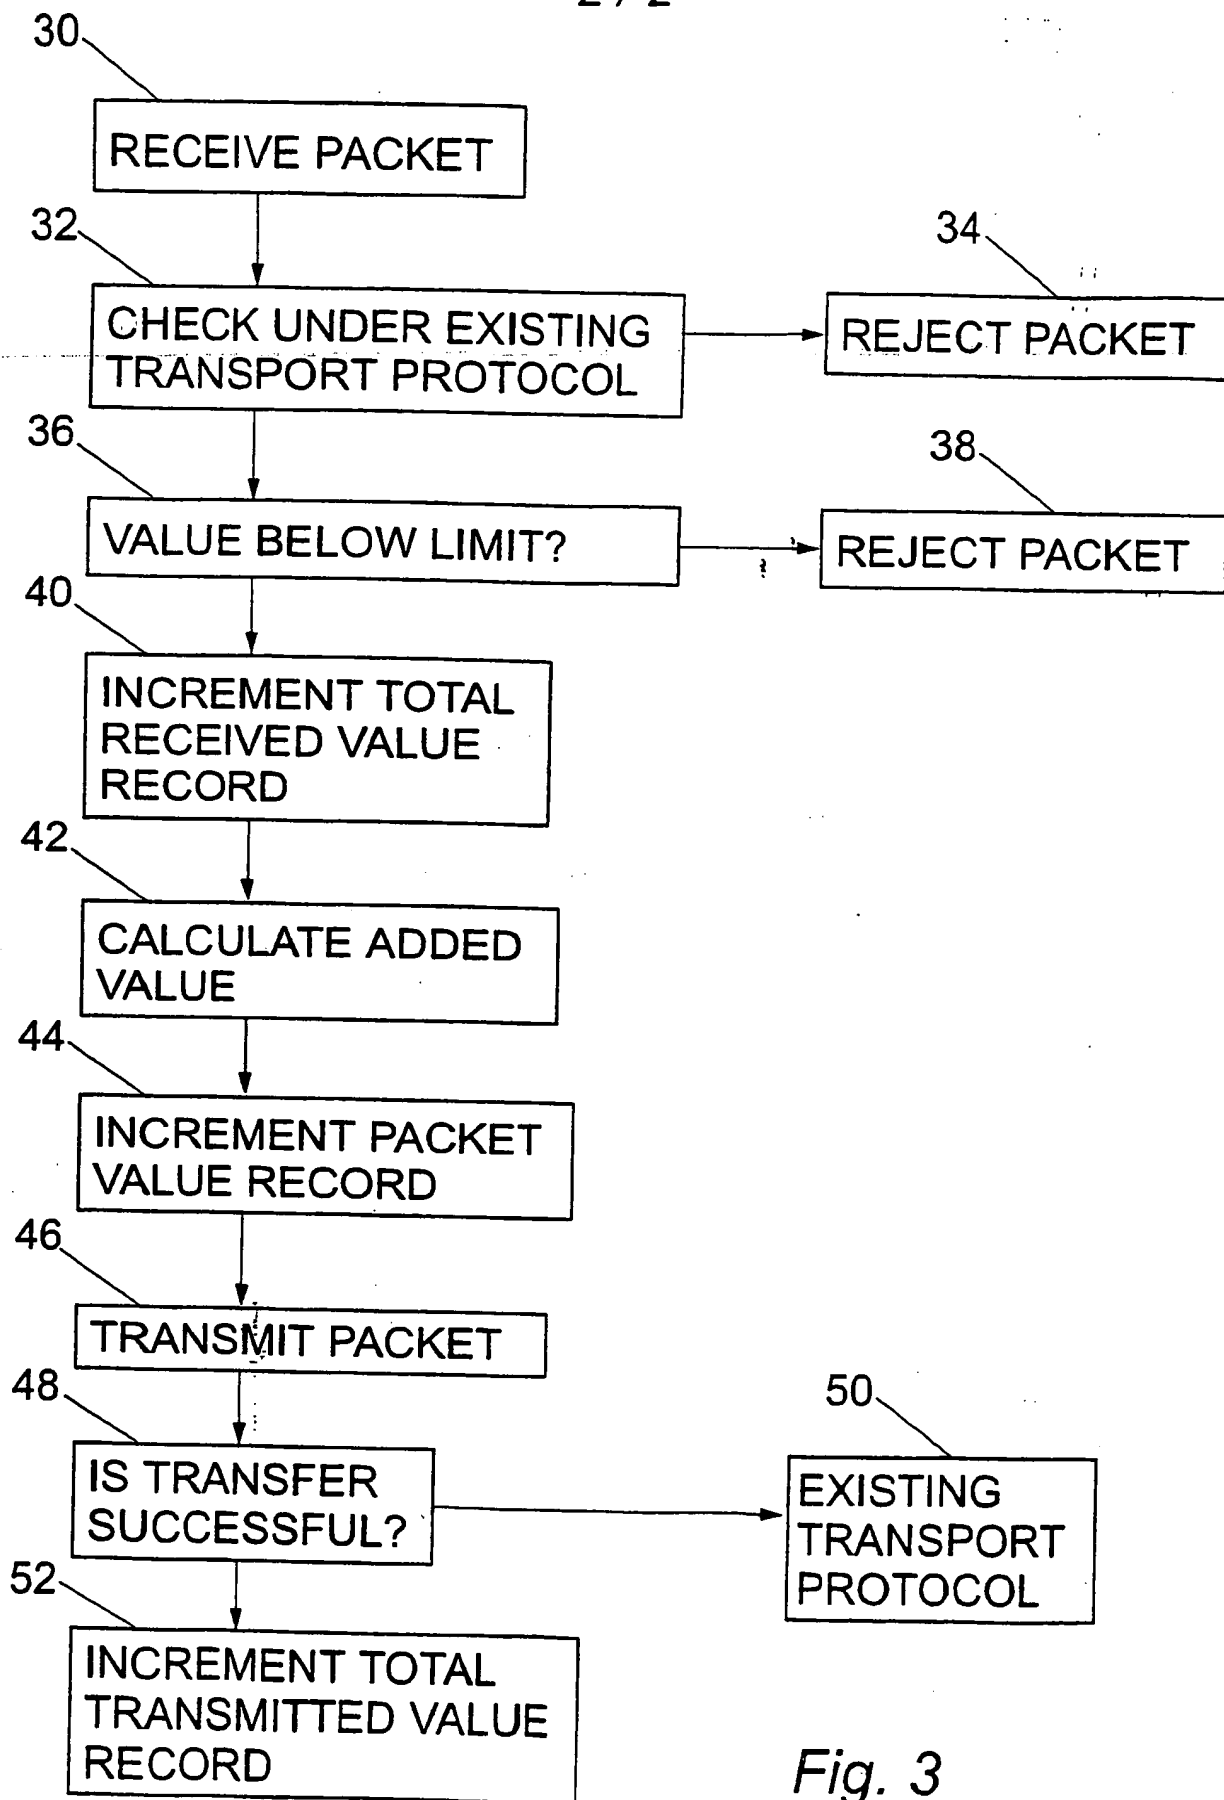 2/2
30
RECEIVE PACKET
32
CHECK UNDER EXISTING
TRANSPORT PROTOCOL
34
REJECT PACKET
36
VALUE BELOW LIMIT?
38
REJECT PACKET
40
INCREMENT TOTAL
RECEIVED VALUE
RECORD
42
CALCULATE ADDED
VALUE
44
INCREMENT PACKET
VALUE RECORD
46
TRANSMIT PACKET
48
IS TRANSFER
SUCCESSFUL?
50
EXISTING
TRANSPORT
PROTOCOL
52
INCREMENT TOTAL
TRANSMITTED VALUE
RECORD
Fig. 3